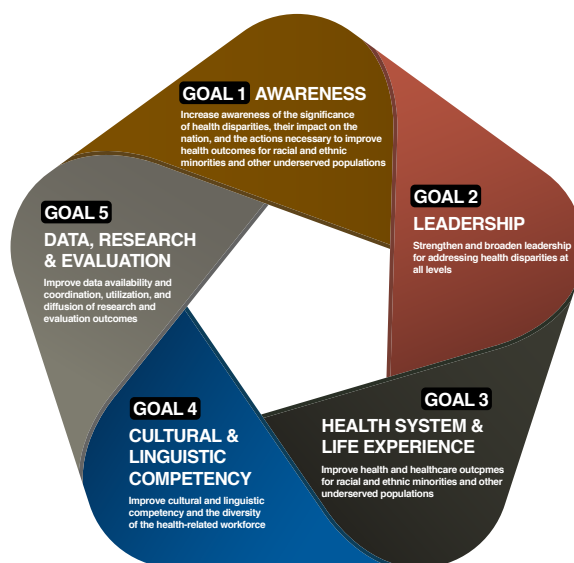 GOAL 1 AWARENESS
Increase awareness of the significance
of health disparities, their impact on the
nation, and the actions necessary to improve
health outcomes for racial and ethnic
minorities and other underserved populations
GOAL 2
LEADERSHIP
Strengthen and broaden leadership
for addressing health disparities at
all levels
GOAL 3
HEALTH SYSTEM &
LIFE EXPERIENCE
Improve health and healthcare outcpmes
for racial and ethnic minorities and other
underserved populations
GOAL 4
CULTURAL &
LINGUISTIC
COMPETENCY
Improve cultural and linguistic
competency and the diversity
of the health-related workforce
GOAL 5
DATA, RESEARCH
& EVALUATION
Improve data availability and
coordination, utilization, and
diffusion of research and
evaluation outcomes